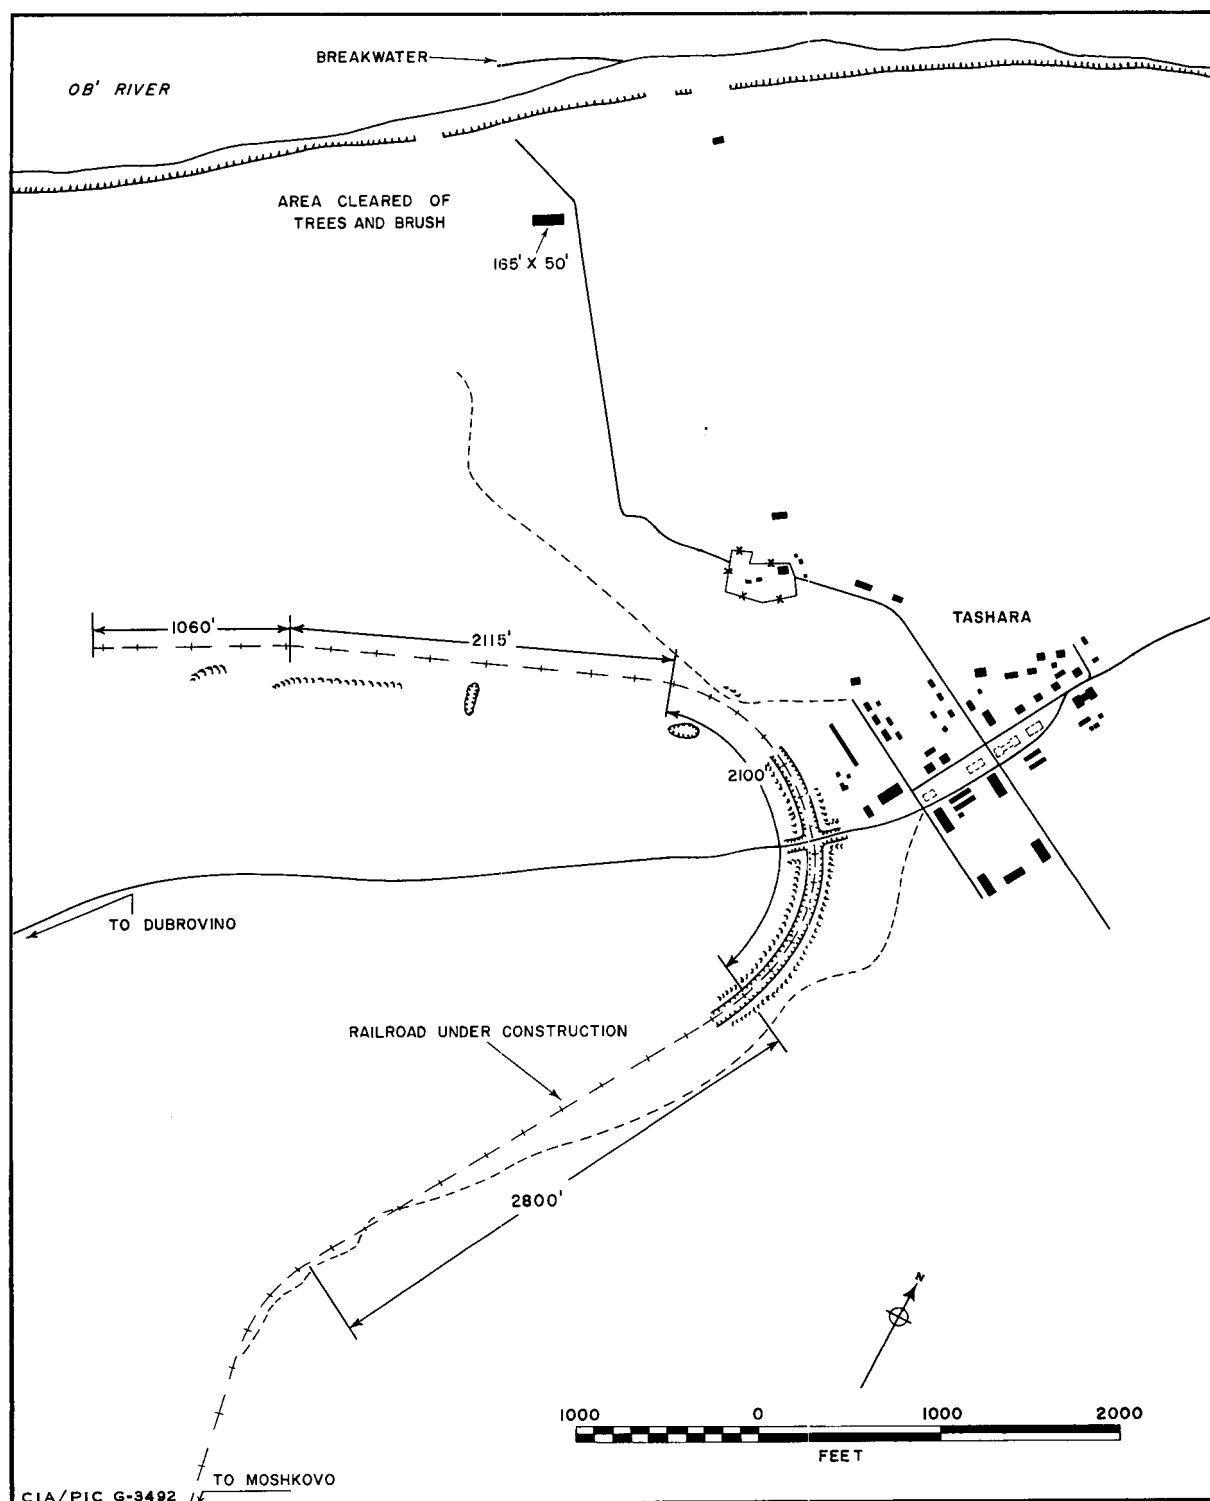 BREAKWATER
OB' RIVER
AREA CLEARED OF
TREES AND BRUSH
165' X 50'
TASHARA
1060'
2115'
2100'
TO DUBROVINO
RAILROAD UNDER CONSTRUCTION
2800'
N
1000 0 1000 2000
FEET
TO MOSHKOVO
CIA/PIC G-3492